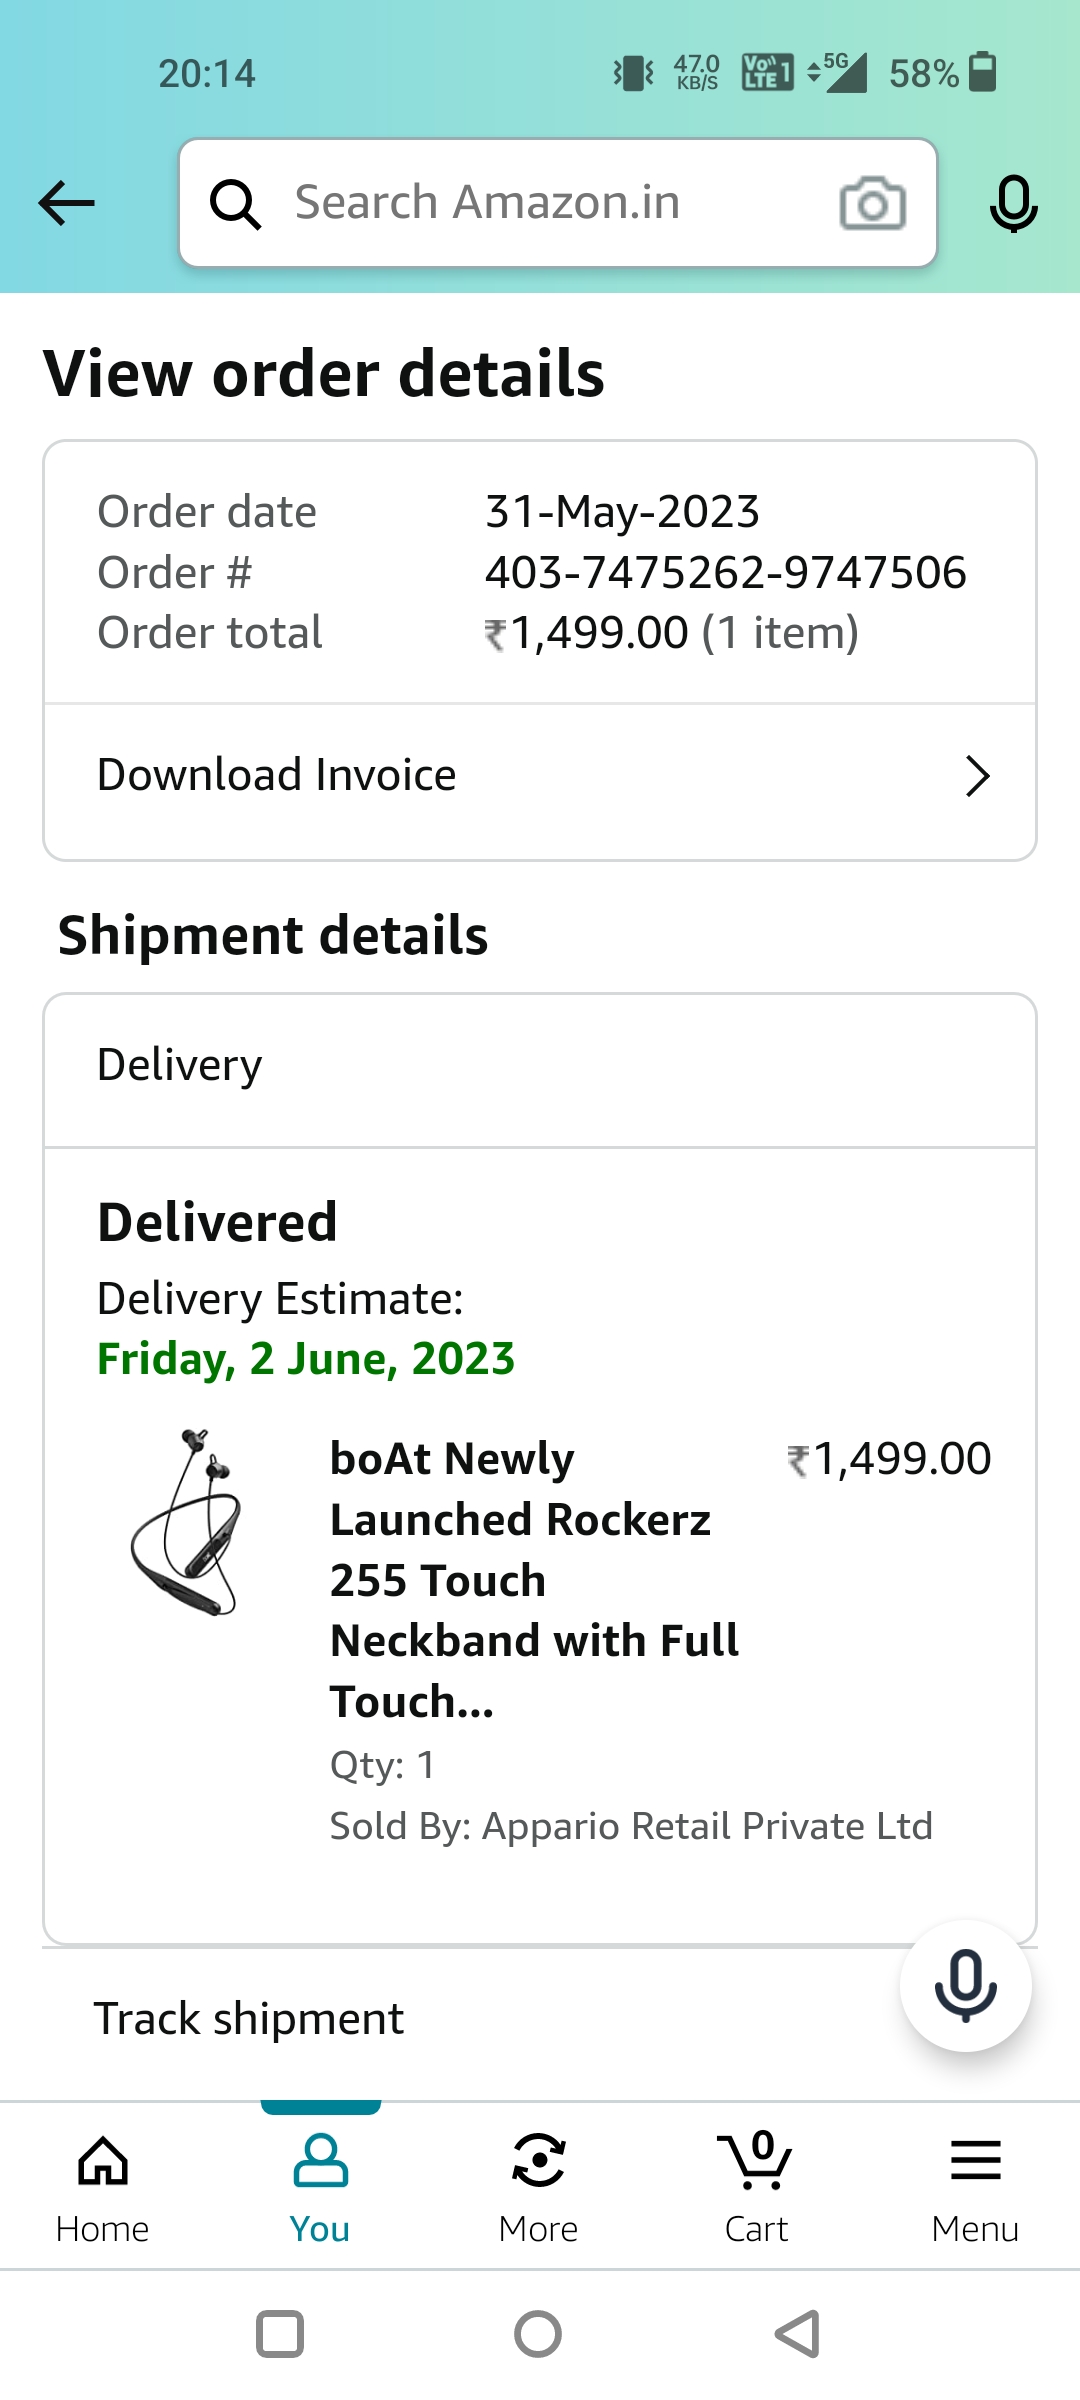 20:14
47.0
KB/S
Vo))
LTE 1
5G
58%
Search Amazon.in
View order details
Order date 31-May-2023
Order # 403-7475262-9747506
Order total ₹1,499.00 (1 item)
Download Invoice
Shipment details
Delivery
Delivered
Delivery Estimate:
Friday, 2 June, 2023
boAt Newly ₹1,499.00
Launched Rockerz
255 Touch
Neckband with Full
Touch...
Qty: 1
Sold By: Appario Retail Private Ltd
Track shipment
0
Home You More Cart Menu